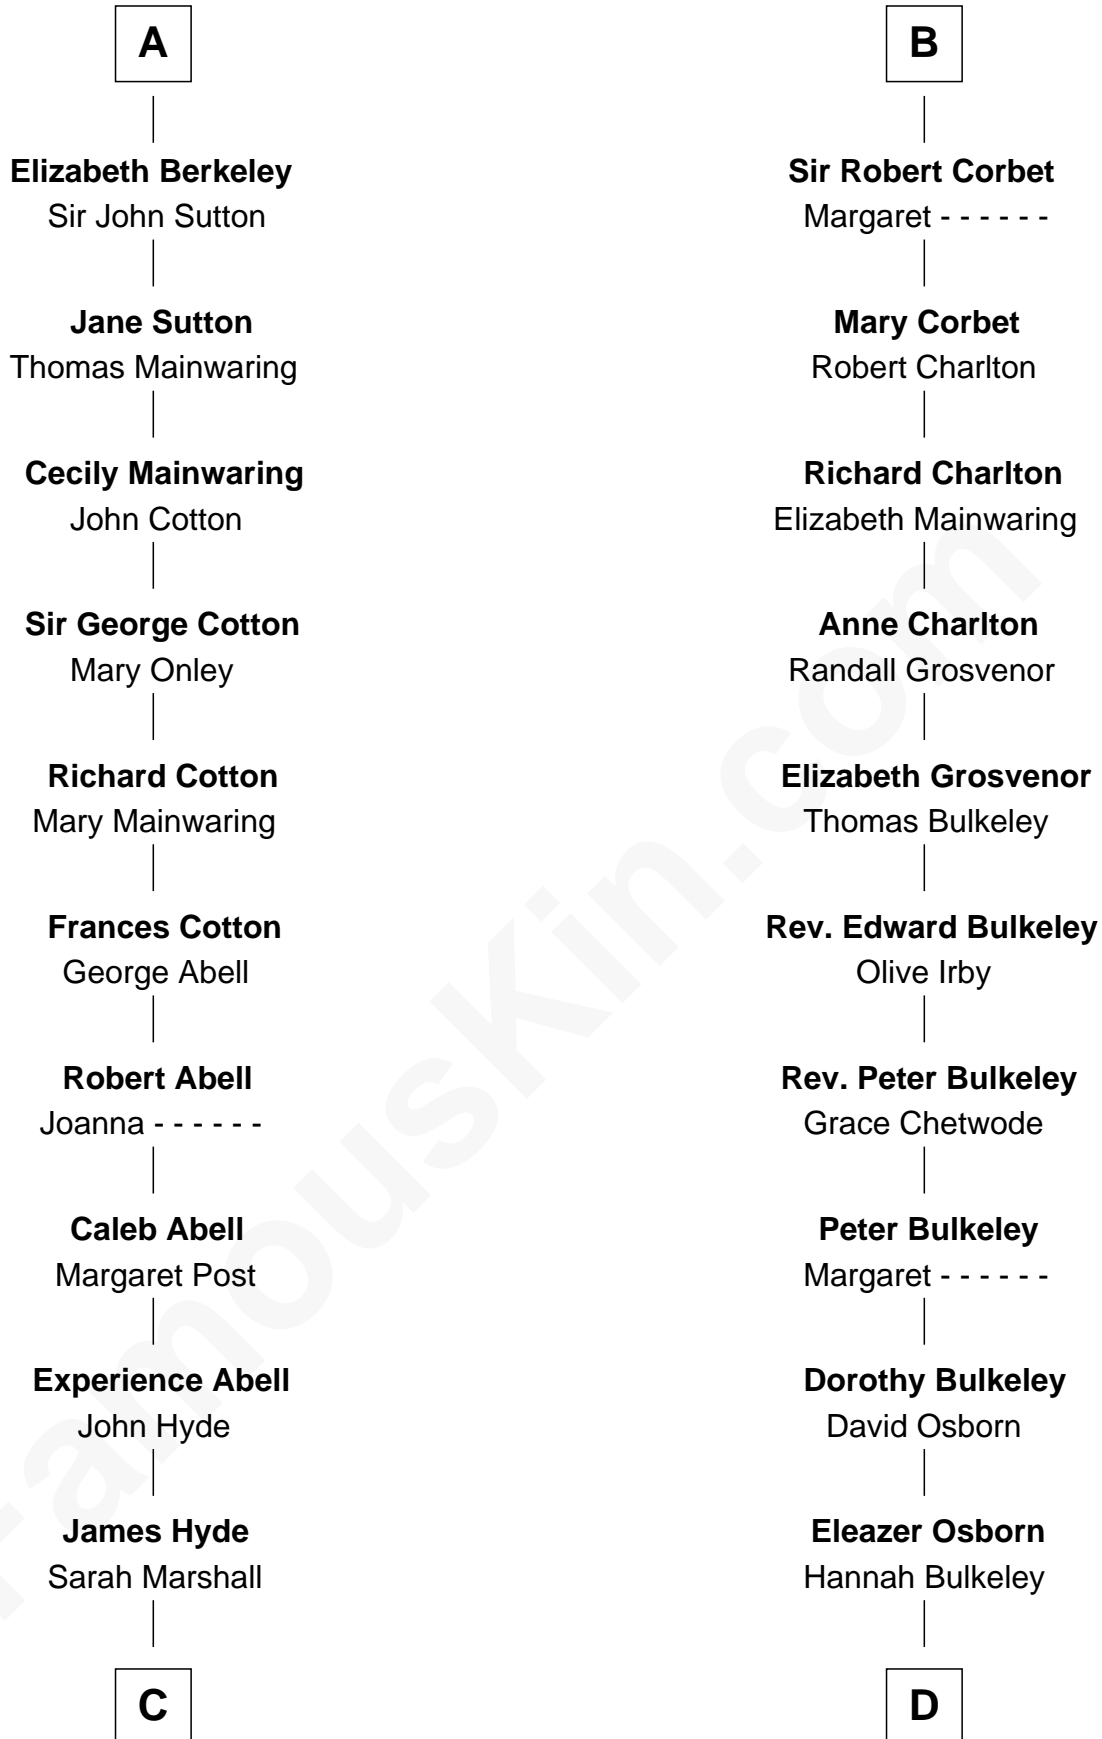 A
Elizabeth Berkeley
Sir John Sutton
Jane Sutton
Thomas Mainwaring
Cecily Mainwaring
John Cotton
Sir George Cotton
Mary Onley
Richard Cotton
Mary Mainwaring
Frances Cotton
George Abell
Robert Abell
Joanna - - - - - -
Caleb Abell
Margaret Post
Experience Abell
John Hyde
James Hyde
Sarah Marshall
C
B
Sir Robert Corbet
Margaret - - - - - -
Mary Corbet
Robert Charlton
Richard Charlton
Elizabeth Mainwaring
Anne Charlton
Randall Grosvenor
Elizabeth Grosvenor
Thomas Bulkeley
Rev. Edward Bulkeley
Olive Irby
Rev. Peter Bulkeley
Grace Chetwode
Peter Bulkeley
Margaret - - - - - -
Dorothy Bulkeley
David Osborn
Eleazer Osborn
Hannah Bulkeley
D
FamousKin.com